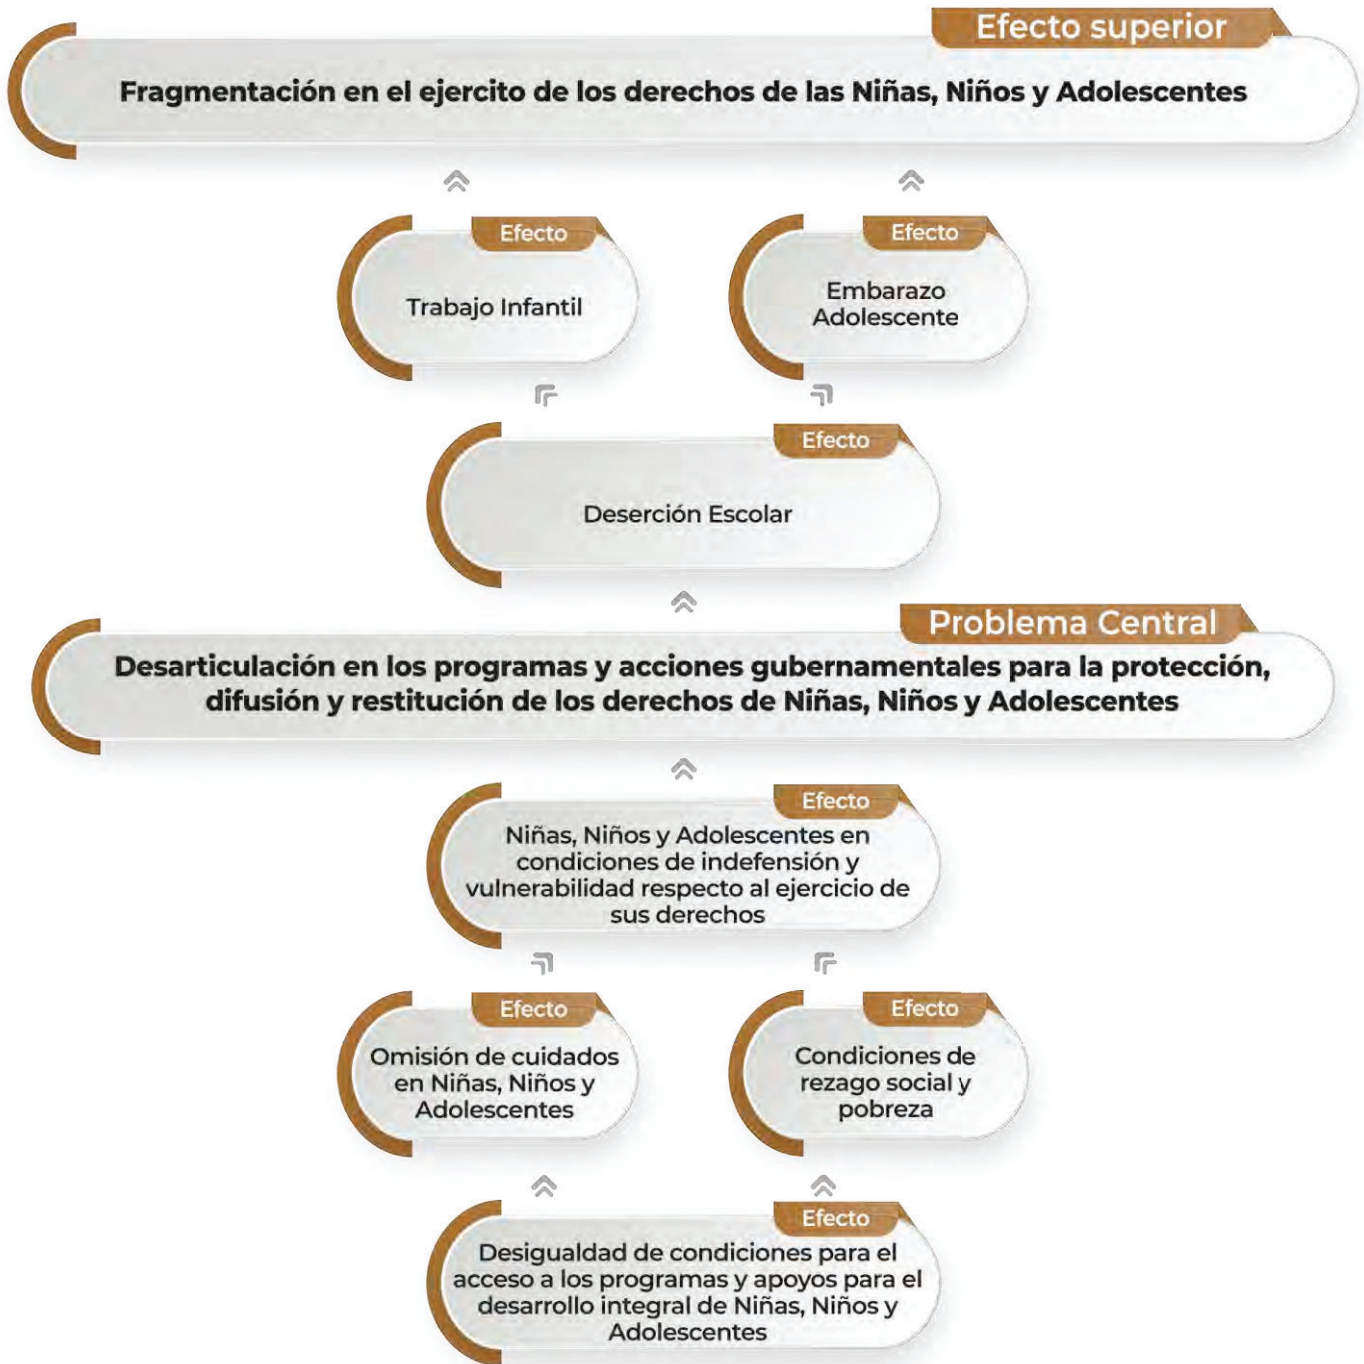 Efecto superior
Fragmentación en el ejercito de los derechos de las Niñas, Niños y Adolescentes
Efecto
Trabajo Infantil
Efecto
Embarazo
Adolescente
Efecto
Deserción Escolar
Problema Central
Desarticulación en los programas y acciones gubernamentales para la protección,
difusión y restitución de los derechos de Niñas, Niños y Adolescentes
Efecto
Niñas, Niños y Adolescentes en
condiciones de indefensión y
vulnerabilidad respecto al ejercicio de
sus derechos
Efecto
Omisión de cuidados
en Niñas, Niños y
Adolescentes
Efecto
Condiciones de
rezago social y
pobreza
Efecto
Desigualdad de condiciones para el
acceso a los programas y apoyos para el
desarrollo integral de Niñas, Niños y
Adolescentes